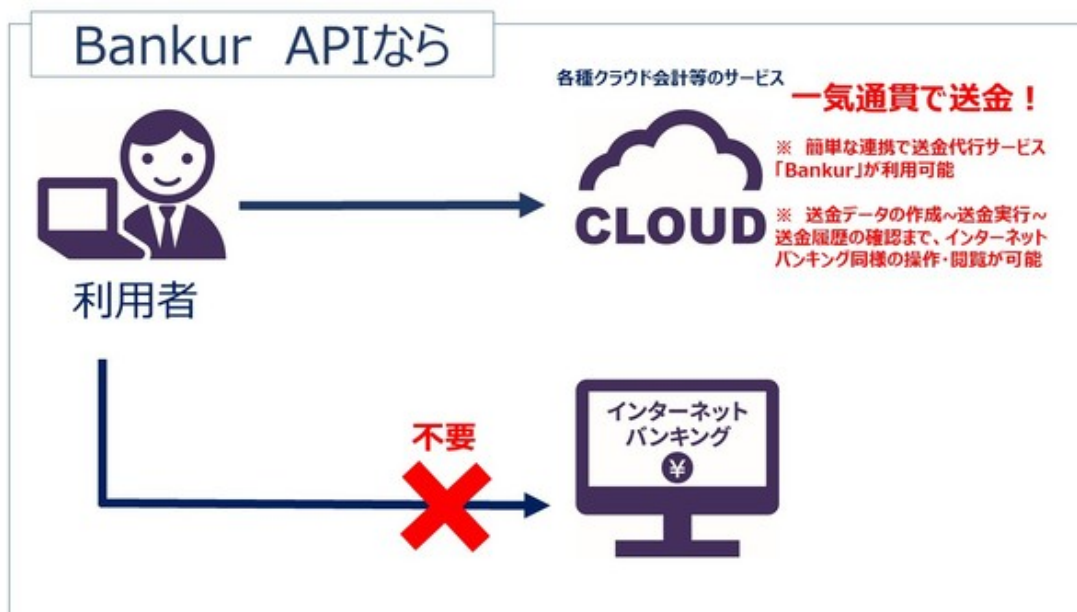 Bankur APIなら
各種クラウド会計等のサービス
一気通貫で送金！
※ 簡単な連携で送金代行サービス
「Bankur」が利用可能
CLOUD
※ 送金データの作成~送金実行~
送金履歴の確認まで、インターネット
バンキング同様の操作・閲覧が可能
利用者
不要
インターネット
バンキング
¥